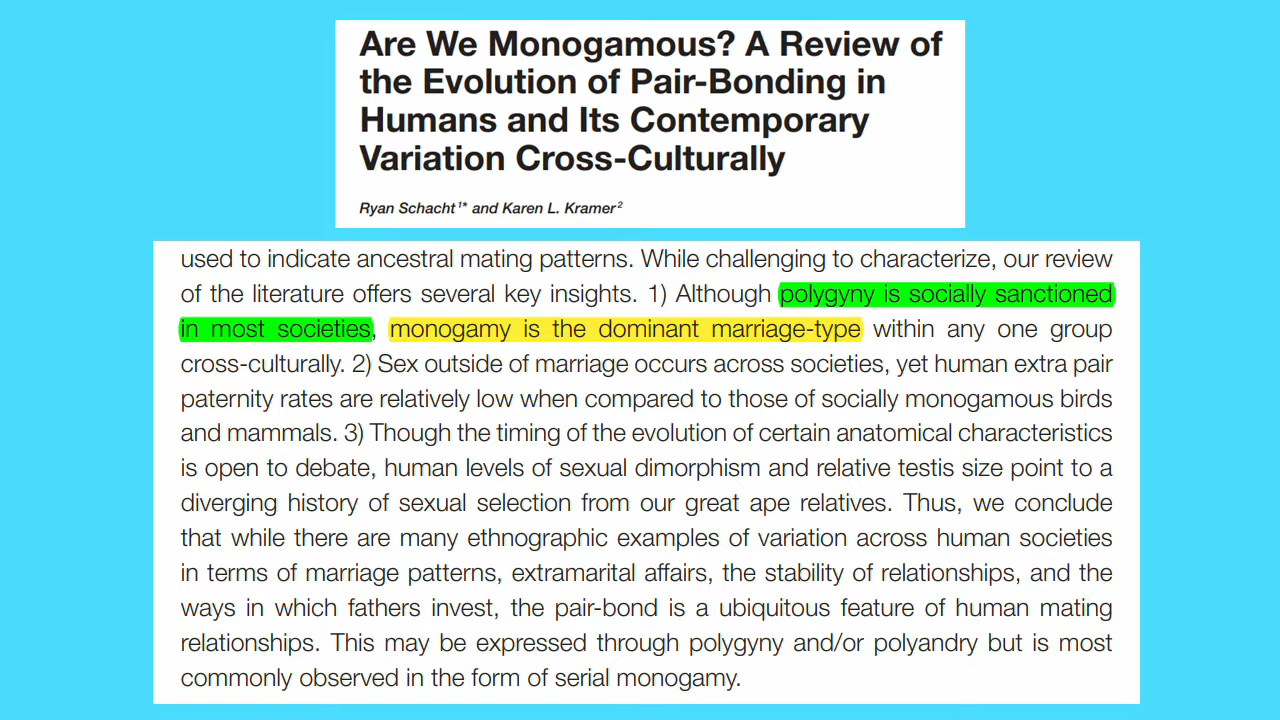 Are We Monogamous? A Review of
the Evolution of Pair-Bonding in
Humans and Its Contemporary
Variation Cross-Culturally
Ryan Schacht 1* and Karen L. Kramer 2
used to indicate ancestral mating patterns. While challenging to characterize, our review
of the literature offers several key insights. 1) Although polygyny is socially sanctioned
in most societies, monogamy is the dominant marriage-type within any one group
cross-culturally. 2) Sex outside of marriage occurs across societies, yet human extra pair
paternity rates are relatively low when compared to those of socially monogamous birds
and mammals. 3) Though the timing of the evolution of certain anatomical characteristics
is open to debate, human levels of sexual dimorphism and relative testis size point to a
diverging history of sexual selection from our great ape relatives. Thus, we conclude
that while there are many ethnographic examples of variation across human societies
in terms of marriage patterns, extramarital affairs, the stability of relationships, and the
ways in which fathers invest, the pair-bond is a ubiquitous feature of human mating
relationships. This may be expressed through polygyny and/or polyandry but is most
commonly observed in the form of serial monogamy.